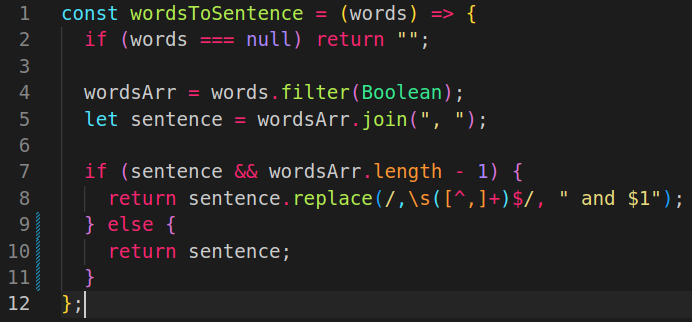 1 const wordsToSentence = (words) => {
2   if (words === null) return "";
3
4   wordsArr = words.filter(Boolean);
5   let sentence = wordsArr.join(", ");
6
7   if (sentence && wordsArr.length - 1) {
8     return sentence.replace(/,\s([^,]+)$/, " and $1");
9   } else {
10     return sentence;
11   }
12 };